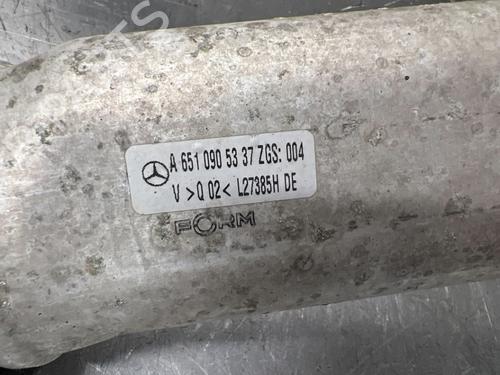 A 651 090 53 37 ZGS: 004
V >Q 02< L27385H DE
FORM